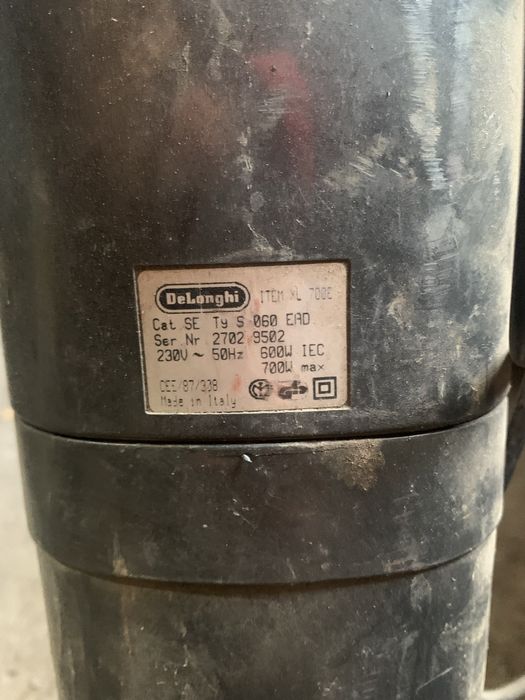 DeLonghi ITEM XL 700E
Cat SE Ty S 060 EAD
Ser Nr 2702 9502
230V ~ 50Hz 600W IEC
700W max
CEE/87/338
Made in Italy